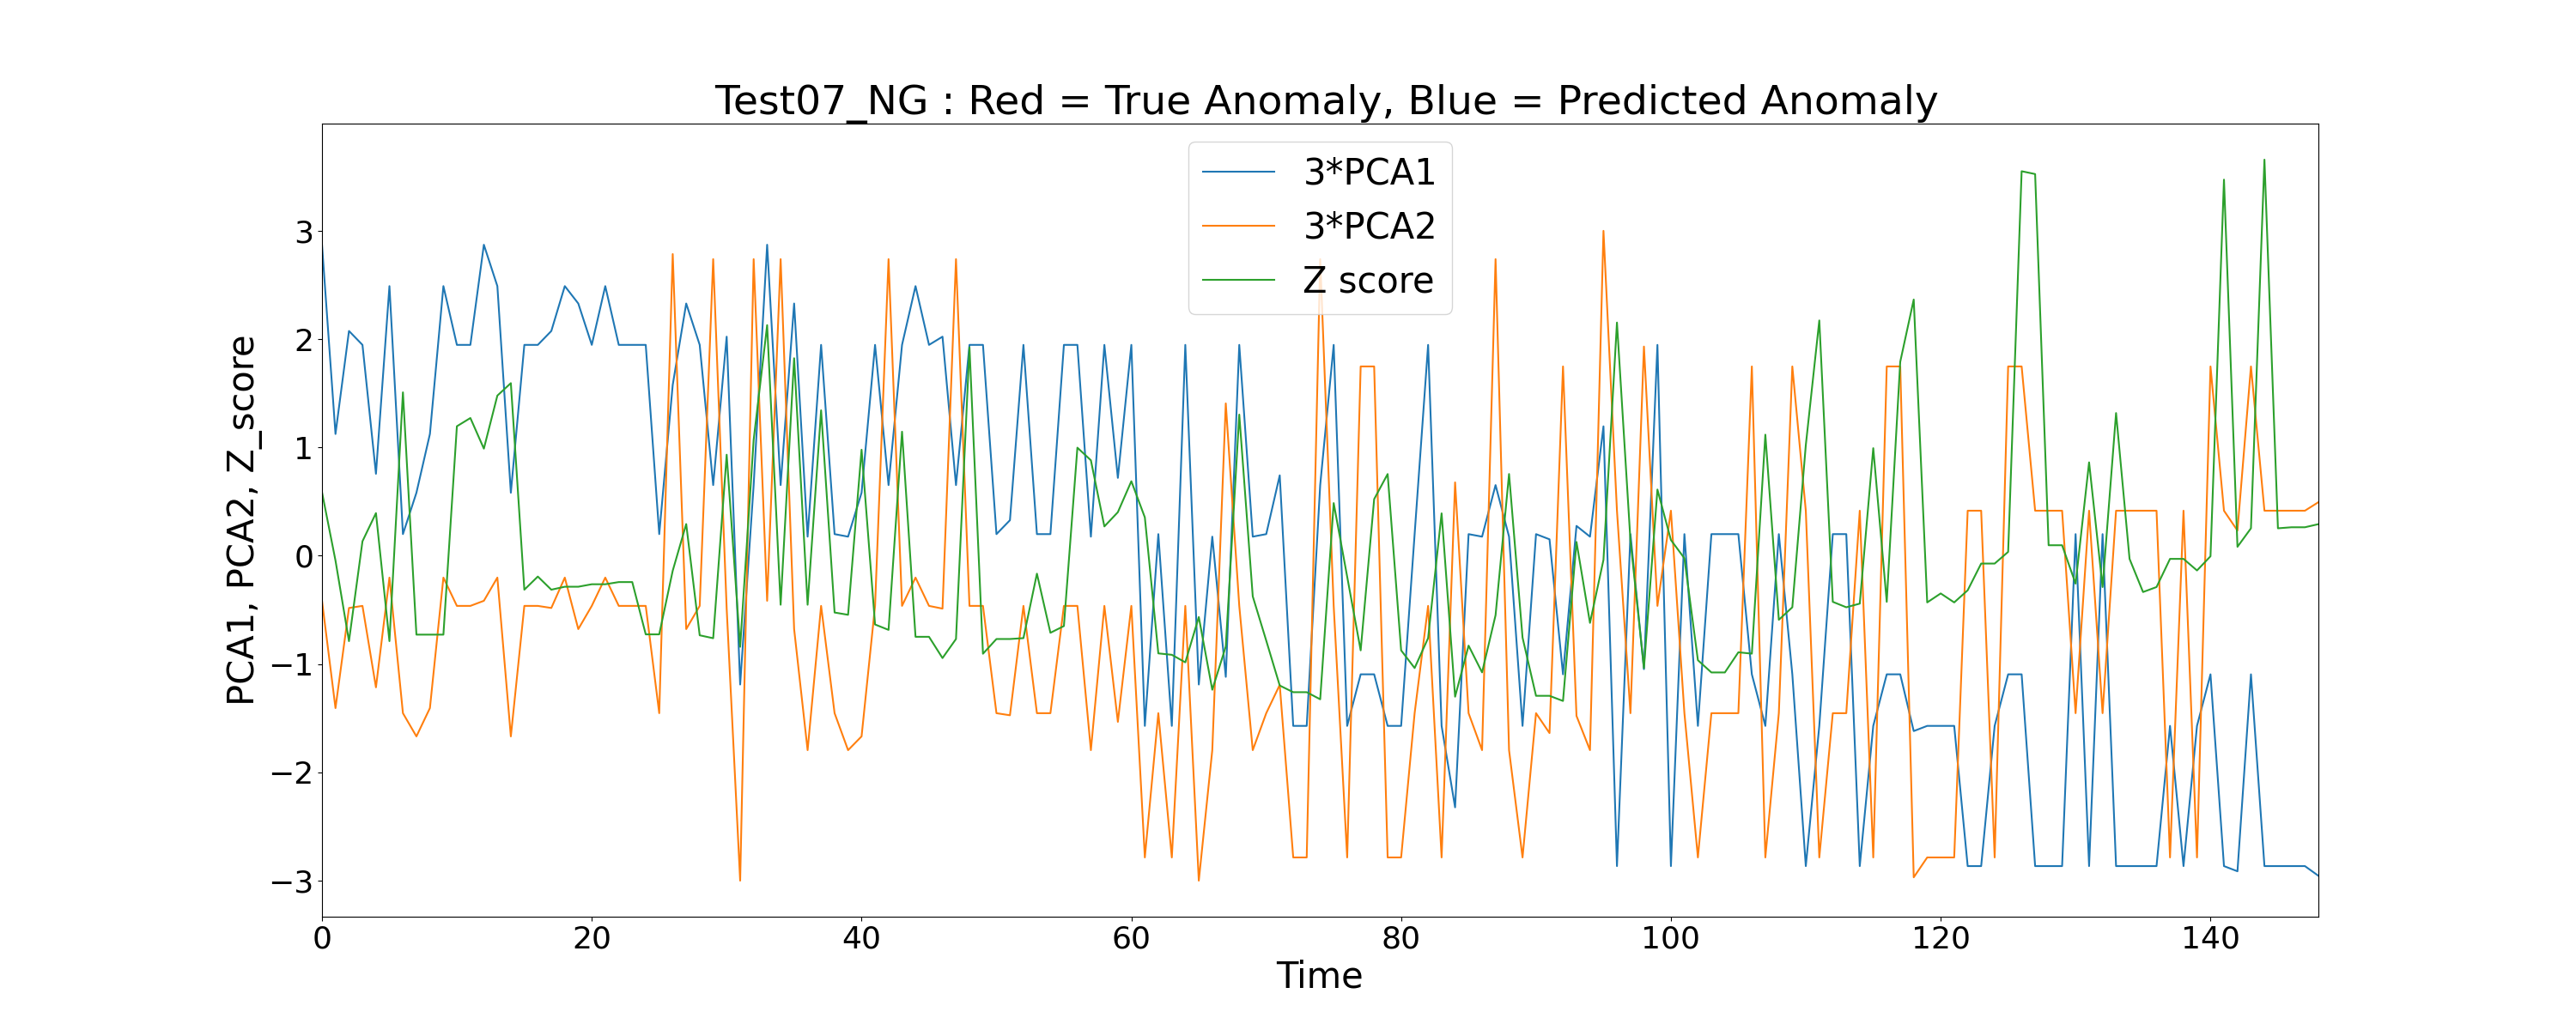 Test07_NG : Red = True Anomaly, Blue = Predicted Anomaly
3*PCA1
3*PCA2
Z score
PCA1, PCA2, Z_score
3
2
1
0
−1
−2
−3
0 20 40 60 80 100 120 140
Time